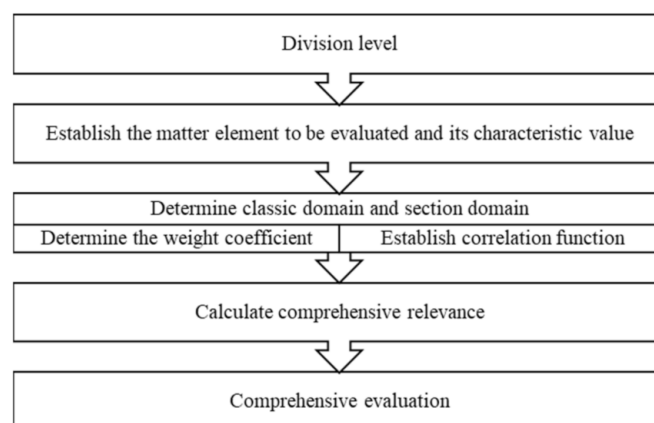 Division level
Establish the matter element to be evaluated and its characteristic value
Determine classic domain and section domain
Determine the weight coefficient
Establish correlation function
Calculate comprehensive relevance
Comprehensive evaluation